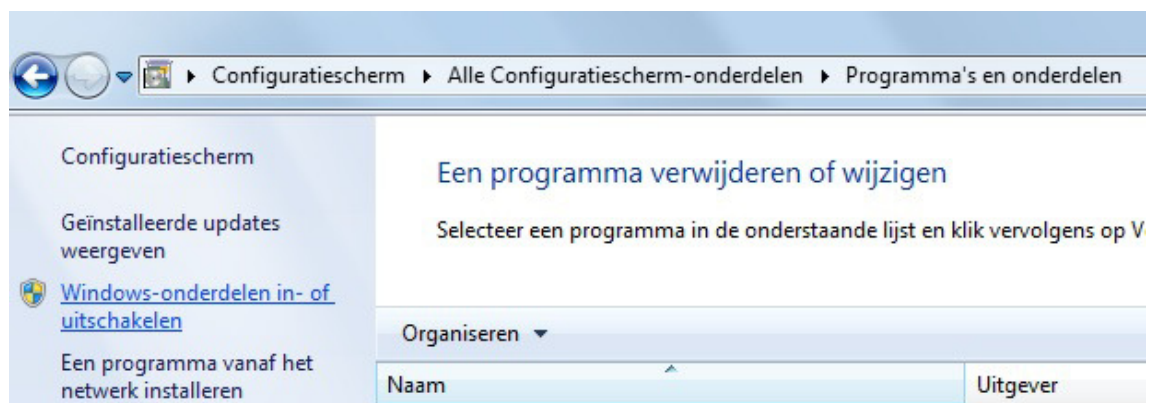 Configuratiescherm ▸ Alle Configuratiescherm-onderdelen ▸ Programma's en onderdelen
Configuratiescherm
Geïnstalleerde updates
weergeven
Windows-onderdelen in- of
uitschakelen
Een programma vanaf het
netwerk installeren
Een programma verwijderen of wijzigen
Selecteer een programma in de onderstaande lijst en klik vervolgens op V
Organiseren
Naam
Uitgever